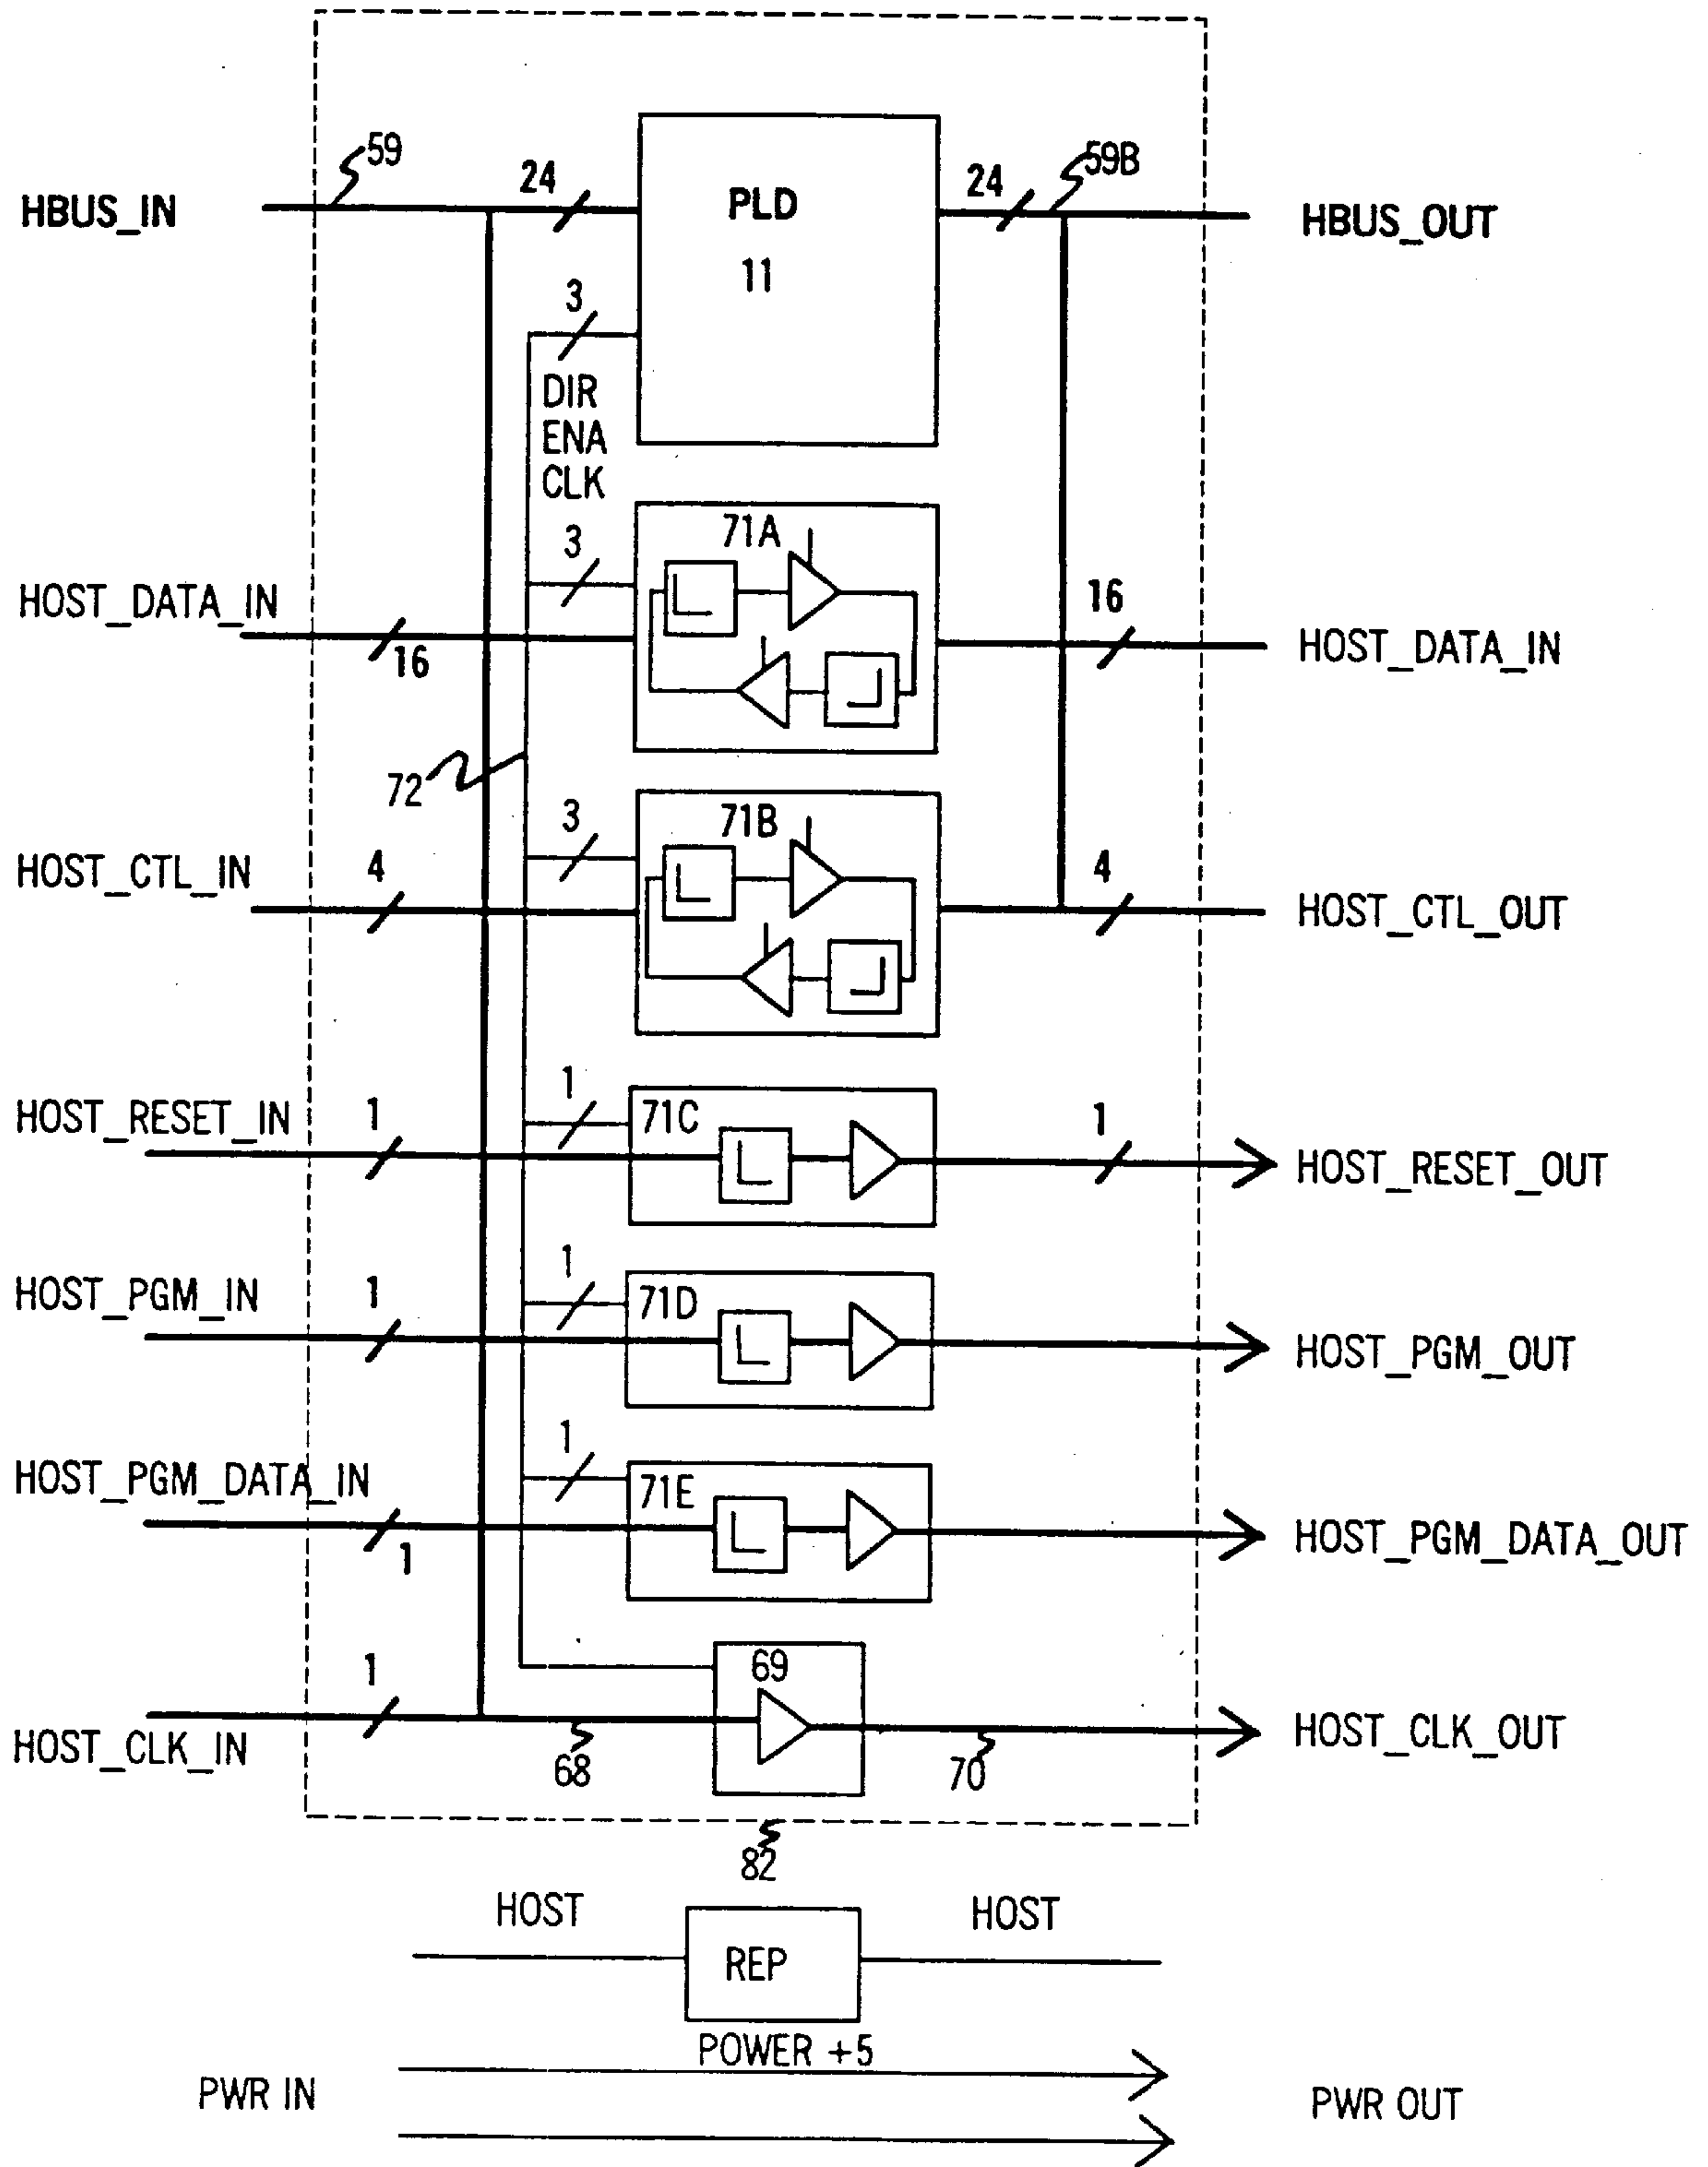 59
24
24
59B
HBUS_IN
PLD
HBUS_OUT
11
3
DIR
ENA
CLK
3
71A
HOST_DATA_IN
16
16
HOST_DATA_IN
72
3
71B
HOST_CTL_IN
4
4
HOST_CTL_OUT
1
HOST_RESET_IN
1
71C
1
HOST_RESET_OUT
1
HOST_PGM_IN
1
71D
HOST_PGM_OUT
1
HOST_PGM_DATA_IN
71E
1
HOST_PGM_DATA_OUT
1
69
HOST_CLK_IN
68
70
HOST_CLK_OUT
82
HOST
HOST
REP
POWER +5
PWR IN
PWR OUT